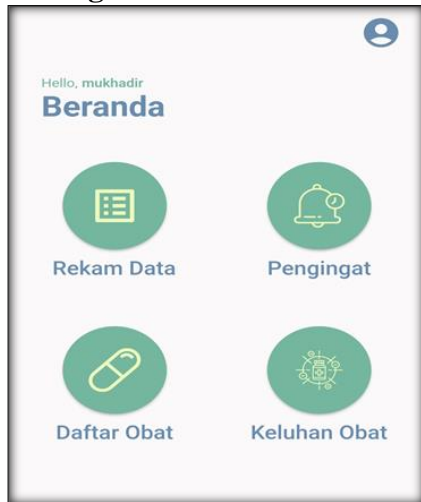 Hello, mukhadir
Beranda
Rekam Data
Pengingat
Daftar Obat
Keluhan Obat